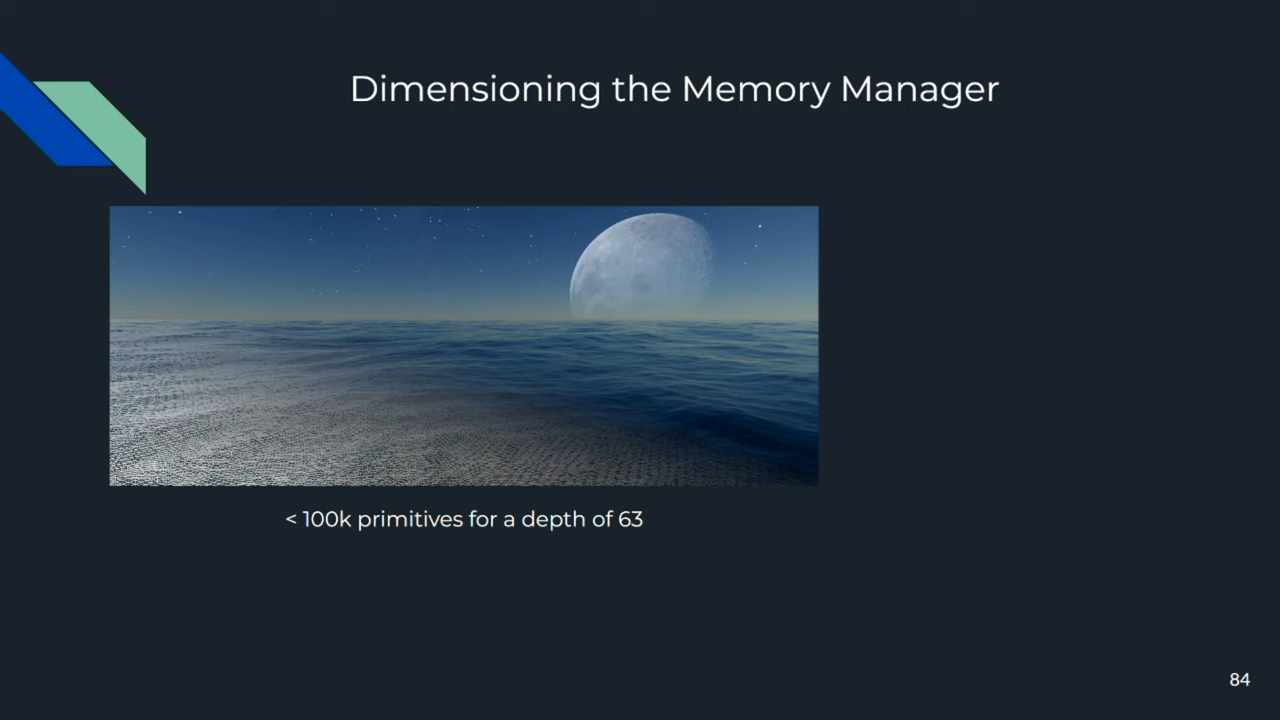 Dimensioning the Memory Manager
< 100k primitives for a depth of 63
84